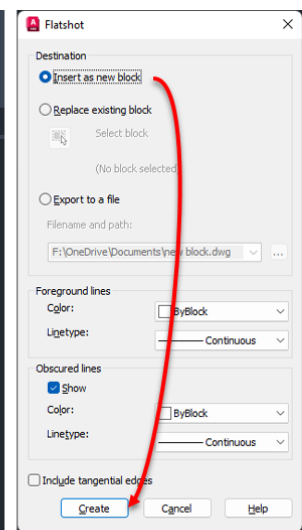 Flatshot
Destination
Insert as new block
Replace existing block
Select block
(No block selected)
Export to a file
Filename and path:
F:\OneDrive\Documents\new block.dwg
...
Foreground lines
Color:
ByBlock
Linetype:
Continuous
Obscured lines
Show
Color:
ByBlock
Linetype:
Continuous
Include tangential edges
Create Cancel Help